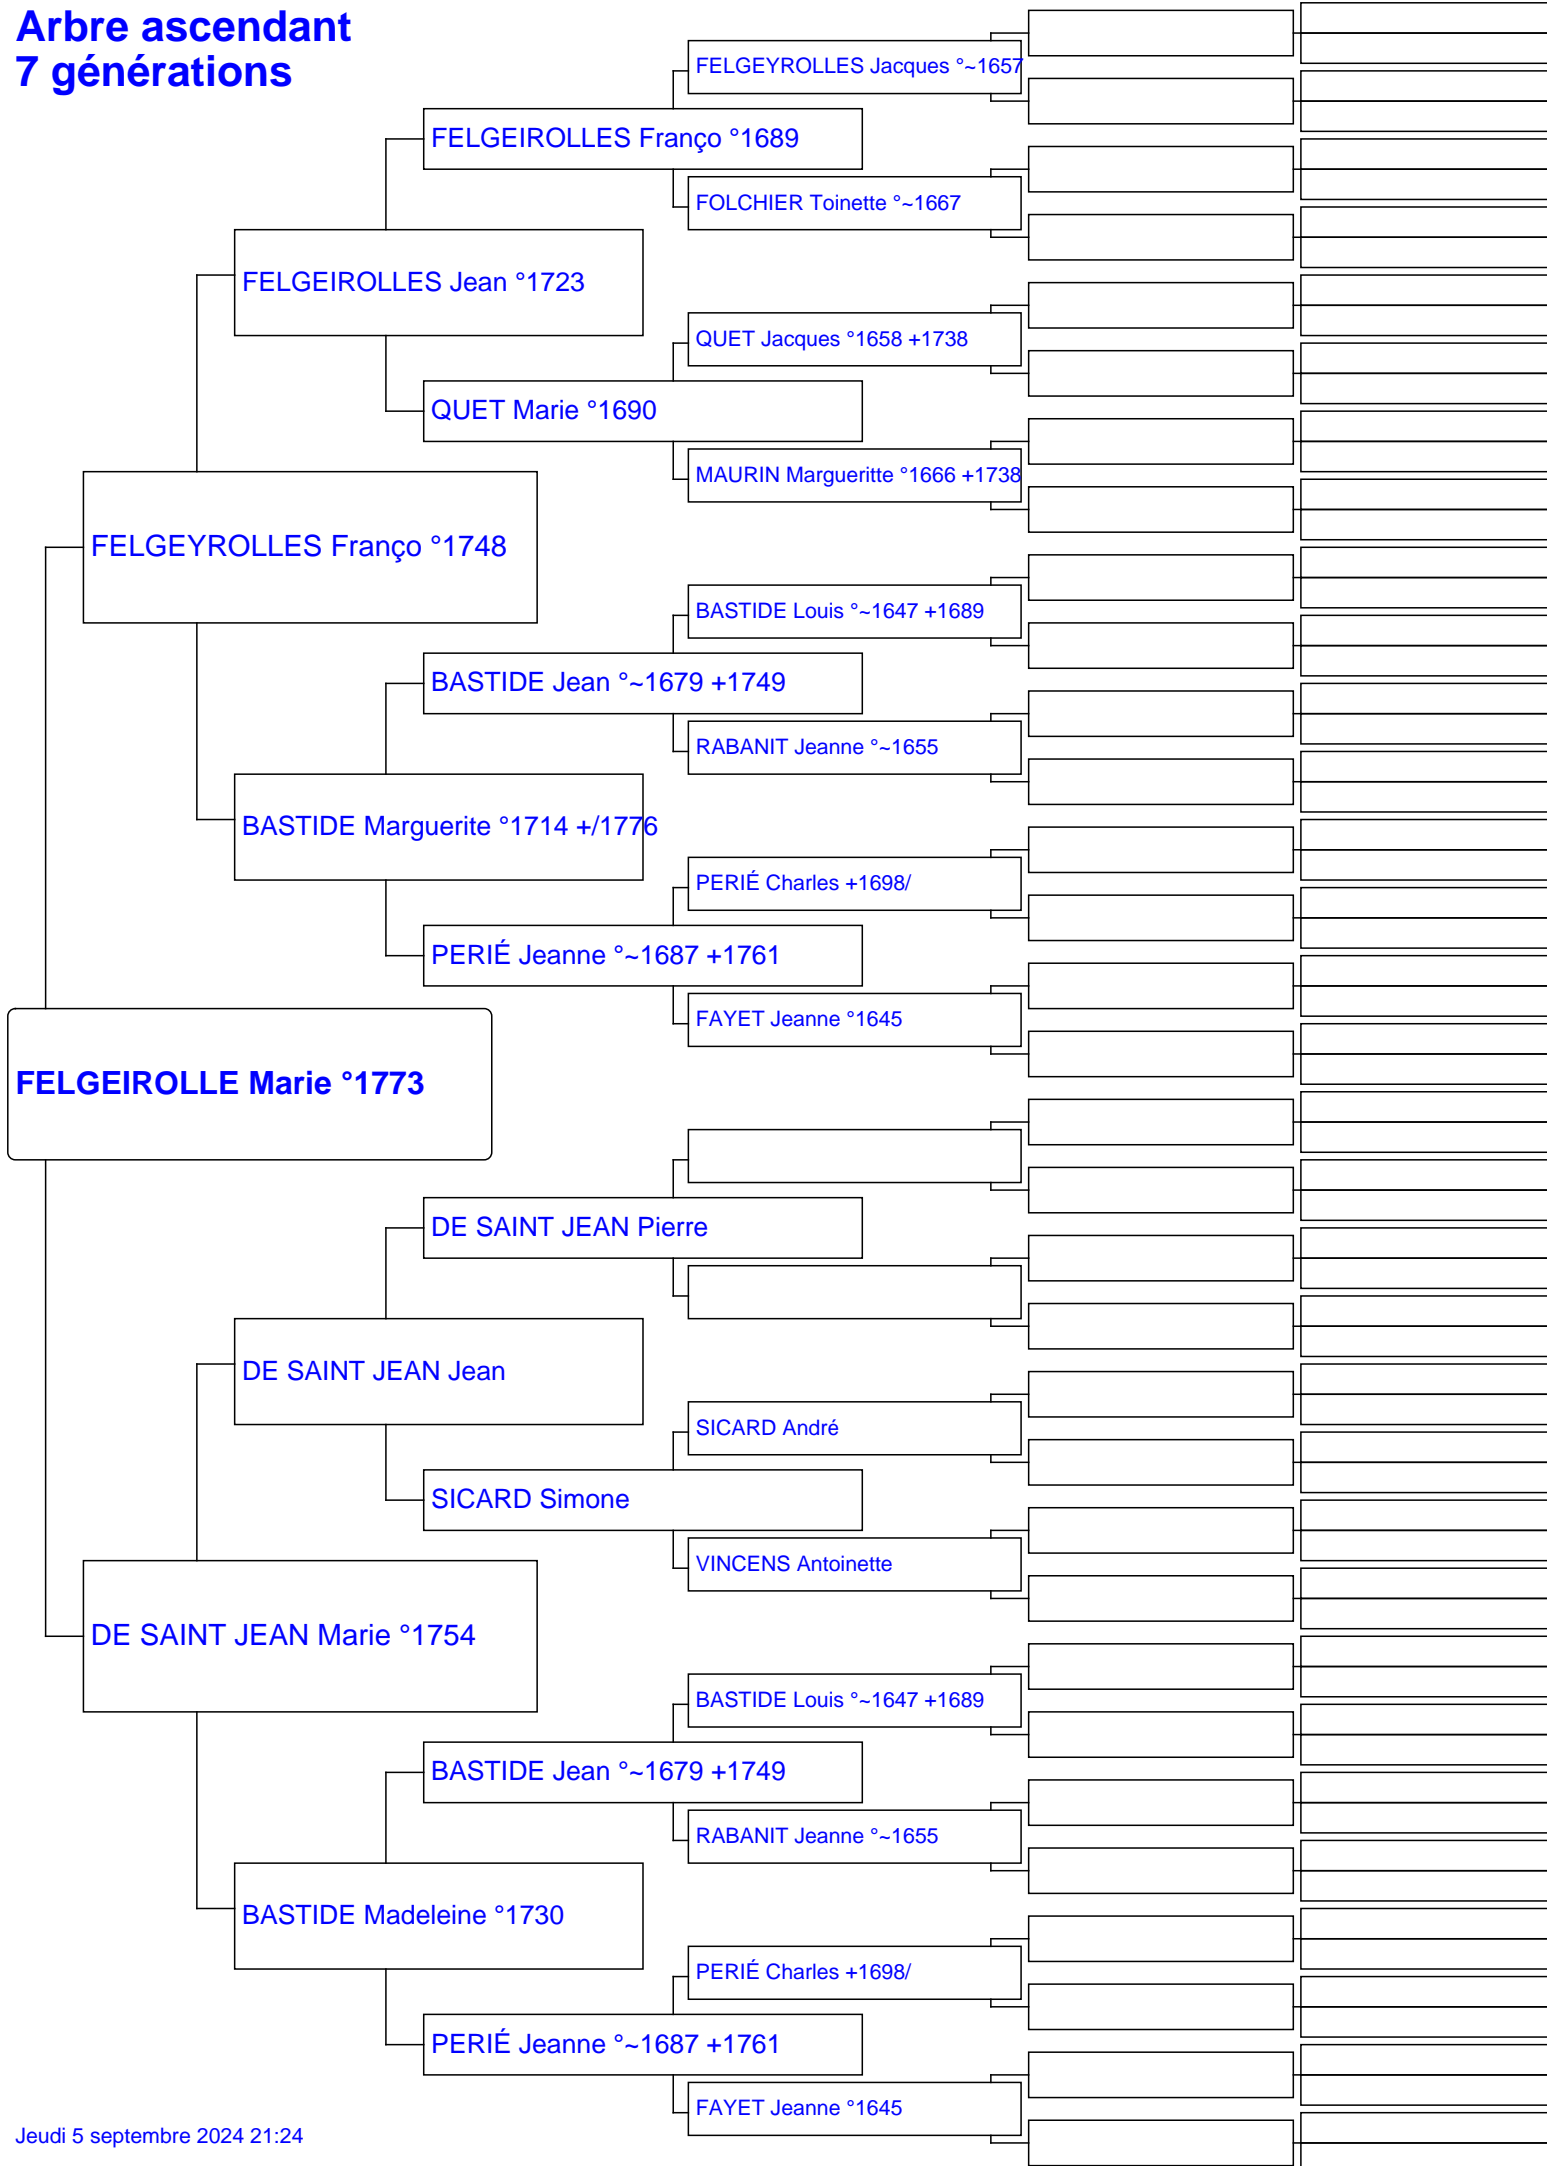 Arbre ascendant
7 générations
FELGEYROLLES Jacques °~1657
FELGEIROLLES Franço °1689
FOLCHIER Toinette °~1667
FELGEIROLLES Jean °1723
QUET Jacques °1658 +1738
QUET Marie °1690
MAURIN Margueritte °1666 +1738
FELGEYROLLES Franço °1748
BASTIDE Louis °~1647 +1689
BASTIDE Jean °~1679 +1749
RABANIT Jeanne °~1655
BASTIDE Marguerite °1714 +/1776
PERIÉ Charles +1698/
PERIÉ Jeanne °~1687 +1761
FAYET Jeanne °1645
FELGEIROLLE Marie °1773
DE SAINT JEAN Pierre
DE SAINT JEAN Jean
SICARD André
SICARD Simone
VINCENS Antoinette
DE SAINT JEAN Marie °1754
BASTIDE Louis °~1647 +1689
BASTIDE Jean °~1679 +1749
RABANIT Jeanne °~1655
BASTIDE Madeleine °1730
PERIÉ Charles +1698/
PERIÉ Jeanne °~1687 +1761
FAYET Jeanne °1645
Jeudi 5 septembre 2024 21:24